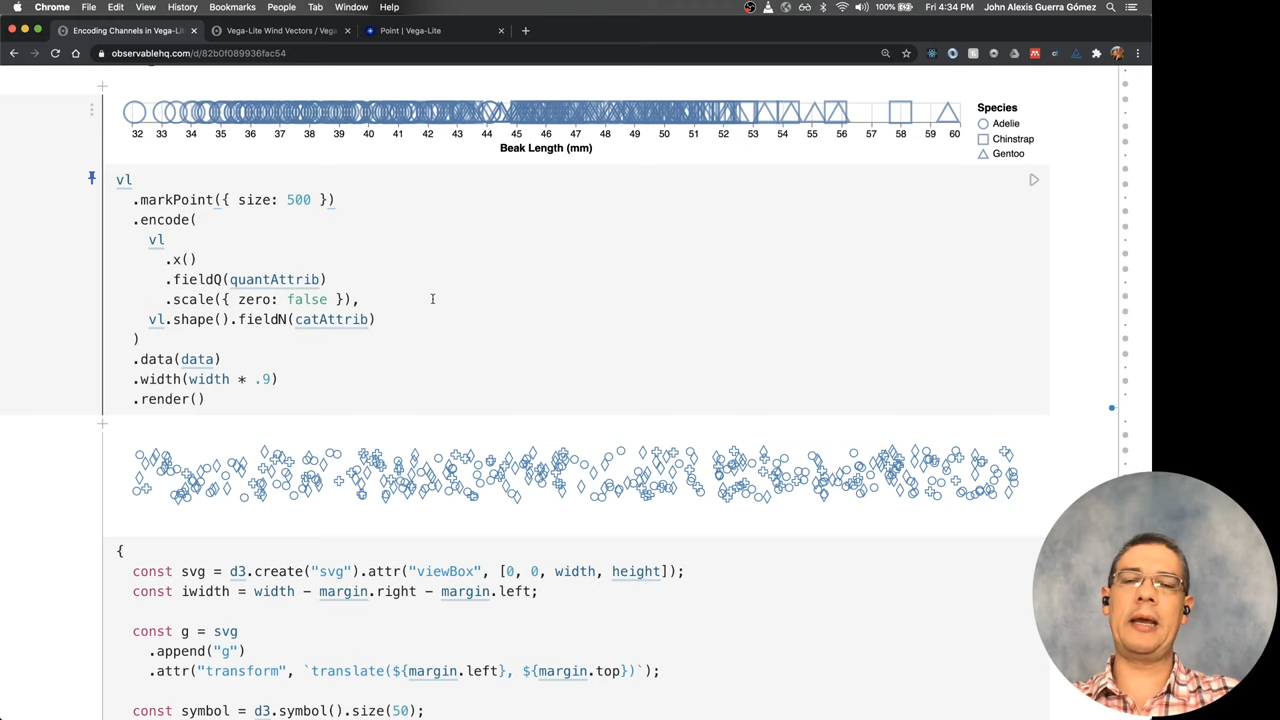 Chrome File Edit View History Bookmarks People Tab Window Help 100% Fri 4:34 PM John Alexis Guerra Gómez
Encoding Channels in Vega-Lit Vega-Lite Wind Vectors / Vega Point | Vega-Lite
observablehq.com/d/82b0f089936fac54
32 33 34 35 36 37 38 39 40 41 42 43 44 45 46 47 48 49 50 51 52 53 54 55 56 57 58 59 60
Beak Length (mm)
Species
Adelie
Chinstrap
Gentoo
vl
.markPoint({ size: 500 })
.encode(
vl
.x()
.fieldQ(quantAttrib)
.scale({ zero: false }),
vl.shape().fieldN(catAttrib)
)
.data(data)
.width(width * .9)
.render()
{
const svg = d3.create("svg").attr("viewBox", [0, 0, width, height]);
const iwidth = width - margin.right - margin.left;
const g = svg
.append("g")
.attr("transform", `translate(${margin.left}, ${margin.top})`);
const symbol = d3.symbol().size(50);